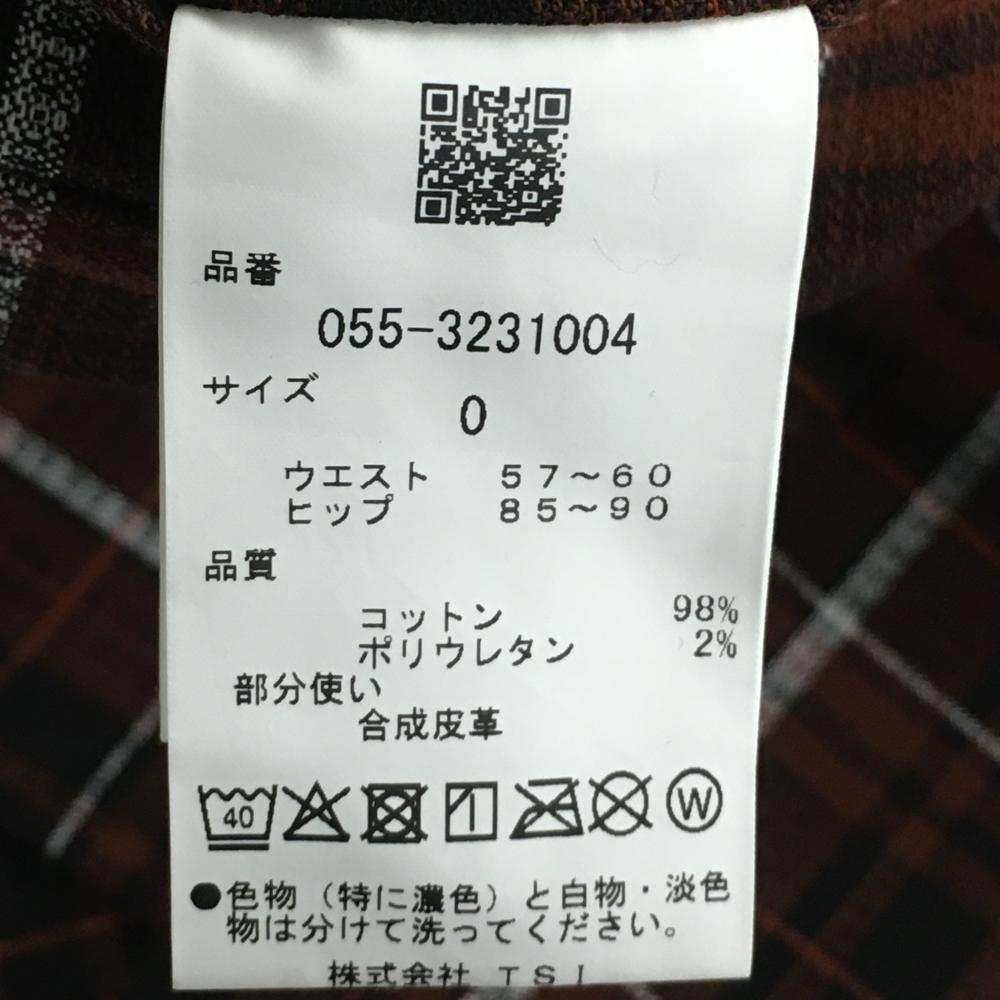 品番
055-3231004
サイズ
0
ウエスト 57~60
ヒップ 85~90
品質
コットン 98%
ポリウレタン 2%
部分使い
合成皮革
40 W
●色物(特に濃色)と白物・淡色
物は分けて洗ってください。
株式会社 TSI